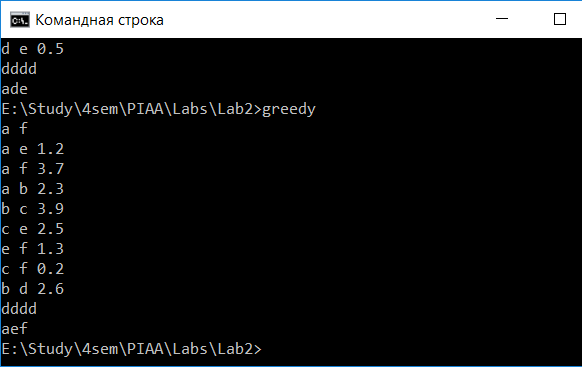 Командная строка
d e 0.5
dddd
ade
E:\Study\4sem\PIAA\Labs\Lab2>greedy
a f
a e 1.2
a f 3.7
a b 2.3
b c 3.9
c e 2.5
e f 1.3
c f 0.2
b d 2.6
dddd
aef
E:\Study\4sem\PIAA\Labs\Lab2>